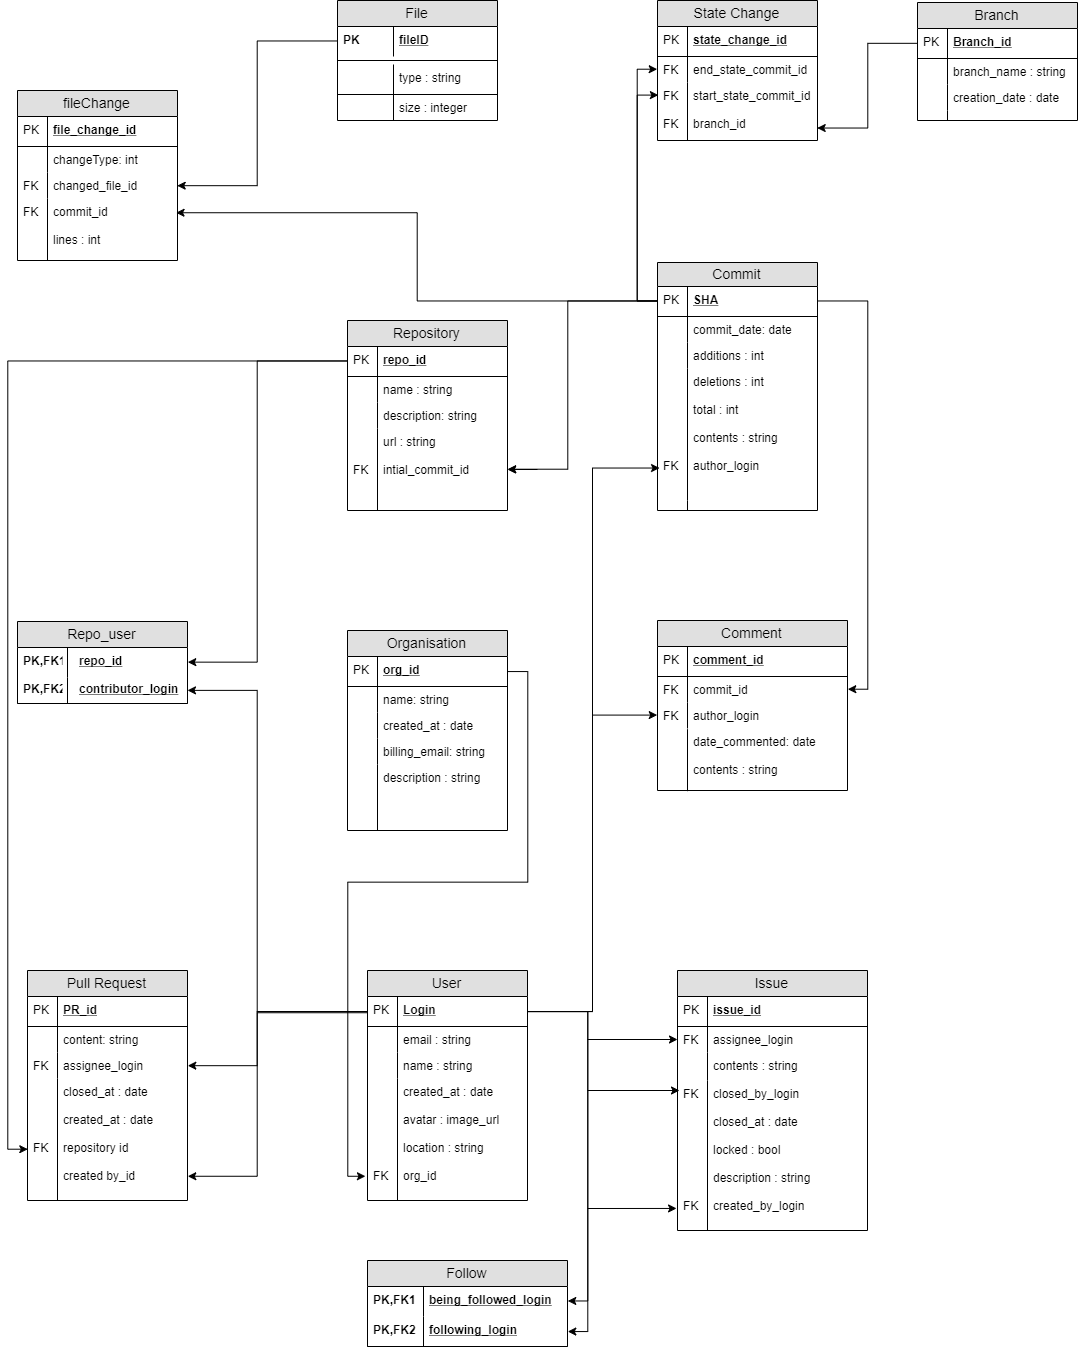 File
PK fileID
type : string
size : integer
State Change
PK state_change_id
FK end_state_commit_id
FK start_state_commit_id
FK branch_id
Branch
PK Branch_id
branch_name : string
creation_date : date
fileChange
PK file_change_id
changeType: int
FK changed_file_id
FK commit_id
lines : int
Commit
PK SHA
commit_date: date
additions : int
deletions : int
total : int
contents : string
FK author_login
Repository
PK repo_id
name : string
description: string
url : string
FK intial_commit_id
Repo_user
PK,FK1 repo_id
PK,FK2 contributor_login
Organisation
PK org_id
name: string
created_at : date
billing_email: string
description : string
Comment
PK comment_id
FK commit_id
FK author_login
date_commented: date
contents : string
Pull Request
PK PR_id
content: string
FK assignee_login
closed_at : date
created_at : date
FK repository id
created by_id
User
PK Login
email : string
name : string
created_at : date
avatar : image_url
location : string
FK org_id
Issue
PK issue_id
FK assignee_login
contents : string
FK closed_by_login
closed_at : date
locked : bool
description : string
FK created_by_login
Follow
PK,FK1 being_followed_login
PK,FK2 following_login